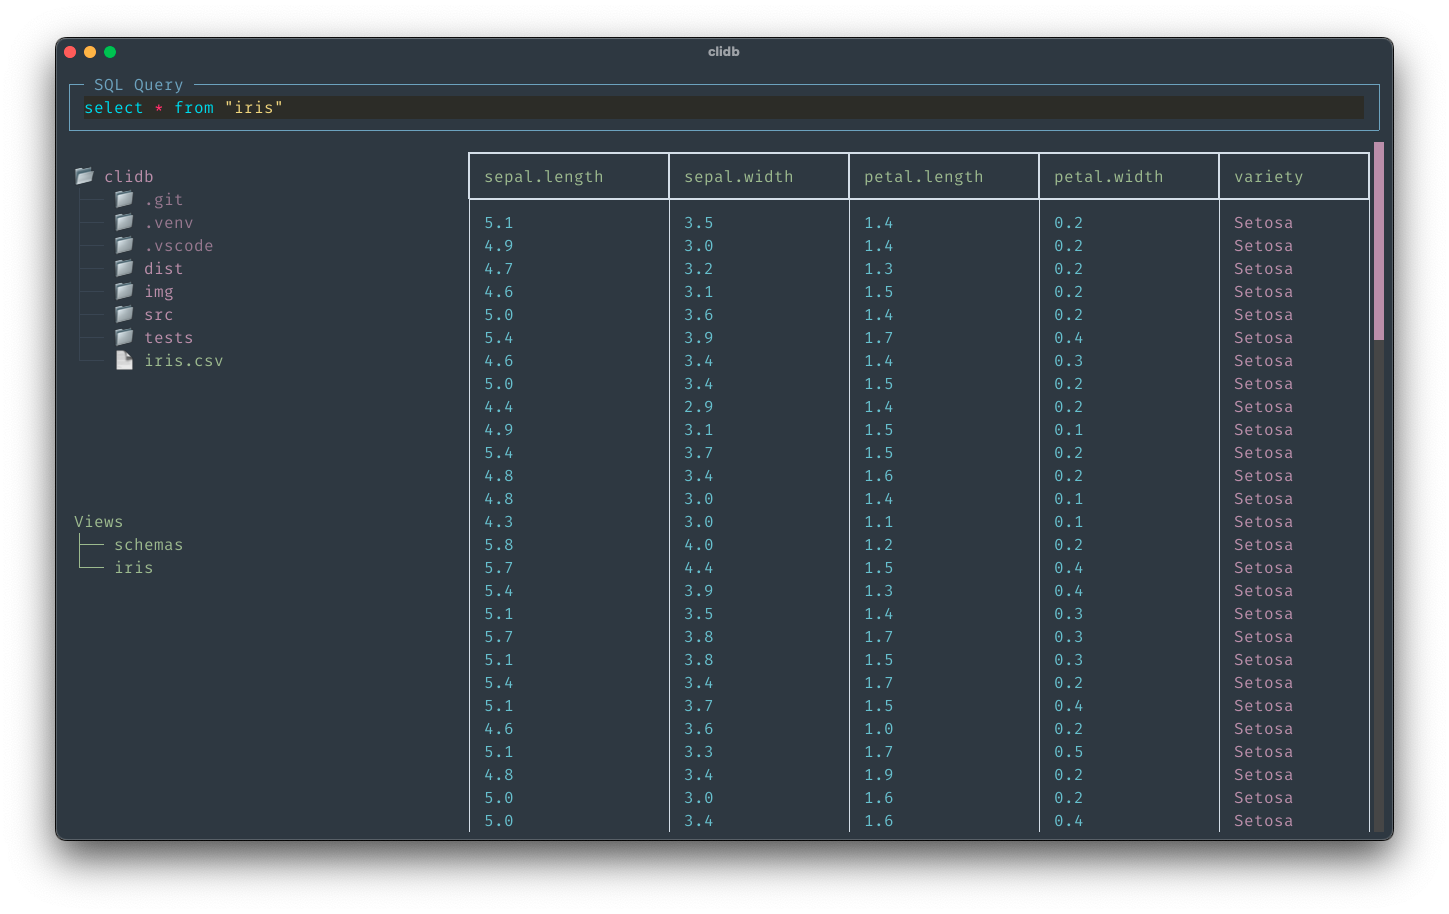 clidb
SQL Query
select * from "iris"
clidb
.git
.venv
.vscode
dist
img
src
tests
iris.csv
Views
schemas
iris
sepal.length sepal.width petal.length petal.width variety
5.1 3.5 1.4 0.2 Setosa
4.9 3.0 1.4 0.2 Setosa
4.7 3.2 1.3 0.2 Setosa
4.6 3.1 1.5 0.2 Setosa
5.0 3.6 1.4 0.2 Setosa
5.4 3.9 1.7 0.4 Setosa
4.6 3.4 1.4 0.3 Setosa
5.0 3.4 1.5 0.2 Setosa
4.4 2.9 1.4 0.2 Setosa
4.9 3.1 1.5 0.1 Setosa
5.4 3.7 1.5 0.2 Setosa
4.8 3.4 1.6 0.2 Setosa
4.8 3.0 1.4 0.1 Setosa
4.3 3.0 1.1 0.1 Setosa
5.8 4.0 1.2 0.2 Setosa
5.7 4.4 1.5 0.4 Setosa
5.4 3.9 1.3 0.4 Setosa
5.1 3.5 1.4 0.3 Setosa
5.7 3.8 1.7 0.3 Setosa
5.1 3.8 1.5 0.3 Setosa
5.4 3.4 1.7 0.2 Setosa
5.1 3.7 1.5 0.4 Setosa
4.6 3.6 1.0 0.2 Setosa
5.1 3.3 1.7 0.5 Setosa
4.8 3.4 1.9 0.2 Setosa
5.0 3.0 1.6 0.2 Setosa
5.0 3.4 1.6 0.4 Setosa